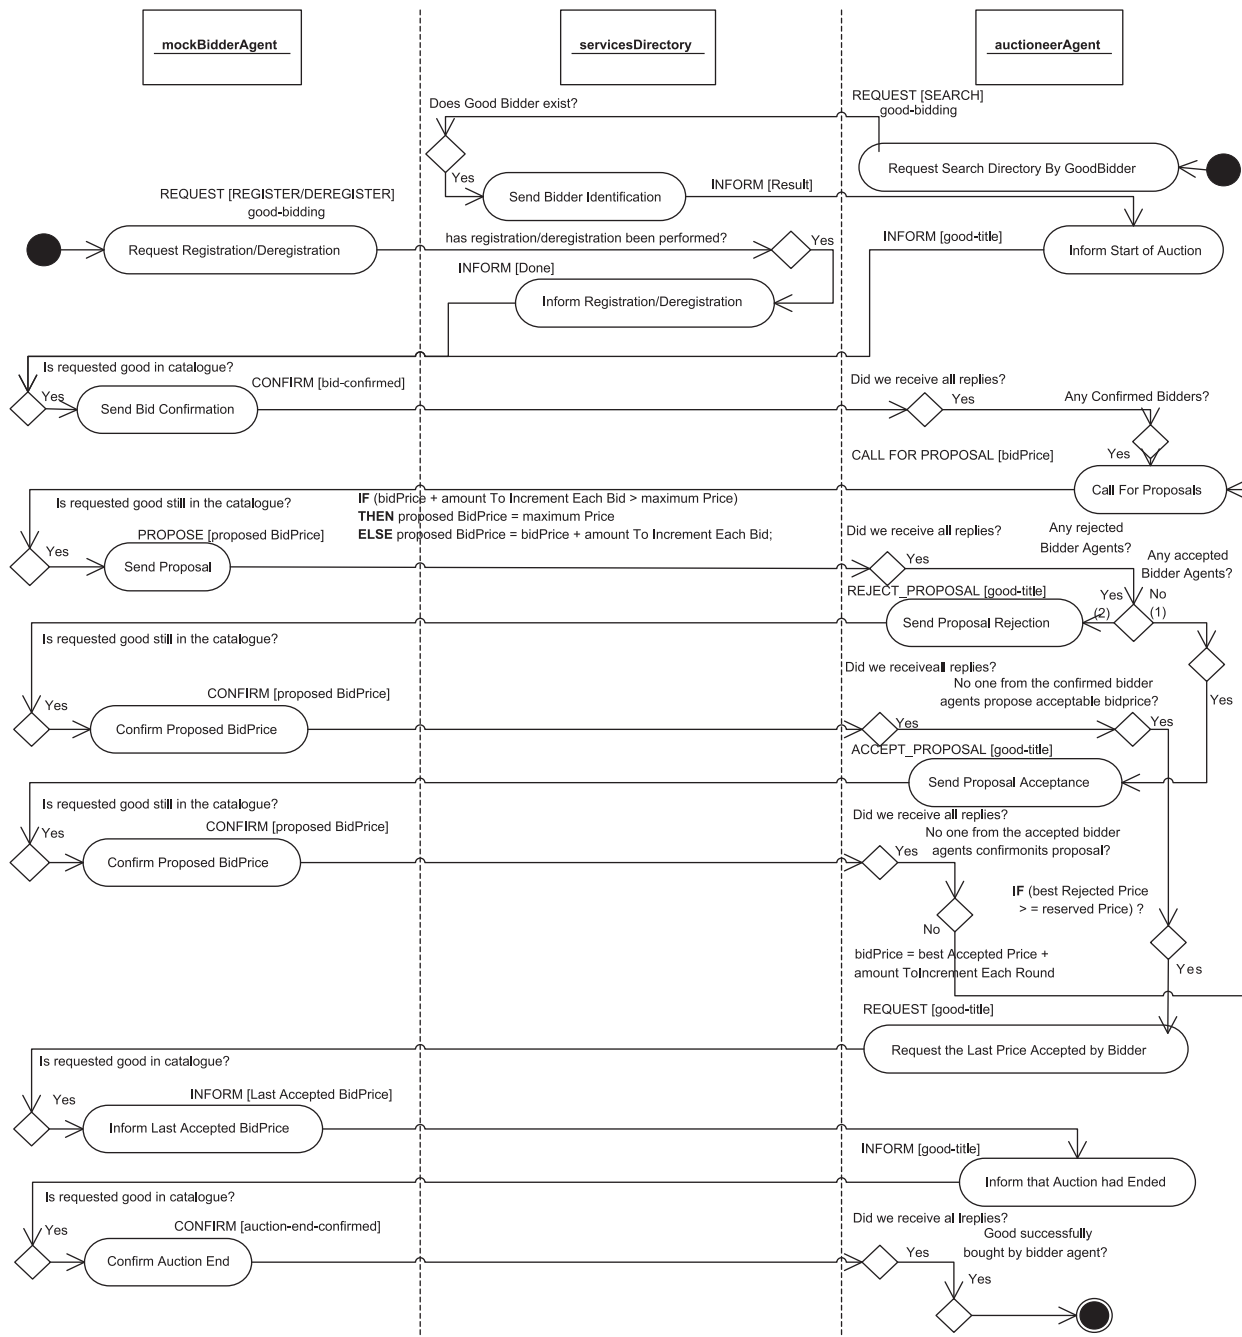 mockBidderAgent
servicesDirectory
auctioneerAgent
Does Good Bidder exist?
REQUEST [SEARCH]
good-bidding
Request Search Directory By GoodBidder
Yes
Send Bidder Identification
INFORM [Result]
REQUEST [REGISTER/DEREGISTER]
good-bidding
Request Registration/Deregistration
has registration/deregistration been performed?
Yes
INFORM [good-title]
Inform Start of Auction
INFORM [Done]
Inform Registration/Deregistration
Is requested good in catalogue?
Yes
CONFIRM [bid-confirmed]
Send Bid Confirmation
Did we receive all replies?
Yes
Any Confirmed Bidders?
Yes
CALL FOR PROPOSAL [bidPrice]
Call For Proposals
Is requested good still in the catalogue?
IF (bidPrice + amount To Increment Each Bid > maximum Price)
THEN proposed BidPrice = maximum Price
ELSE proposed BidPrice = bidPrice + amount To Increment Each Bid;
Yes
PROPOSE [proposed BidPrice]
Send Proposal
Did we receive all replies?
Yes
Any rejected
Bidder Agents?
Any accepted
Bidder Agents?
REJECT_PROPOSAL [good-title]
Yes
(2)
No
(1)
Send Proposal Rejection
Is requested good still in the catalogue?
Yes
CONFIRM [proposed BidPrice]
Confirm Proposed BidPrice
Did we receiveall replies?
No one from the confirmed bidder
agents propose acceptable bidprice?
Yes
Yes
Yes
ACCEPT_PROPOSAL [good-title]
Send Proposal Acceptance
Is requested good still in the catalogue?
Yes
CONFIRM [proposed BidPrice]
Confirm Proposed BidPrice
Did we receive all replies?
No one from the accepted bidder
agents confirmonits proposal?
Yes
IF (best Rejected Price
> = reserved Price) ?
No
bidPrice = best Accepted Price +
amount ToIncrement Each Round
Yes
REQUEST [good-title]
Request the Last Price Accepted by Bidder
Is requested good in catalogue?
Yes
INFORM [Last Accepted BidPrice]
Inform Last Accepted BidPrice
INFORM [good-title]
Inform that Auction had Ended
Is requested good in catalogue?
Yes
CONFIRM [auction-end-confirmed]
Confirm Auction End
Did we receive al lreplies?
Good successfully
bought by bidder agent?
Yes
Yes